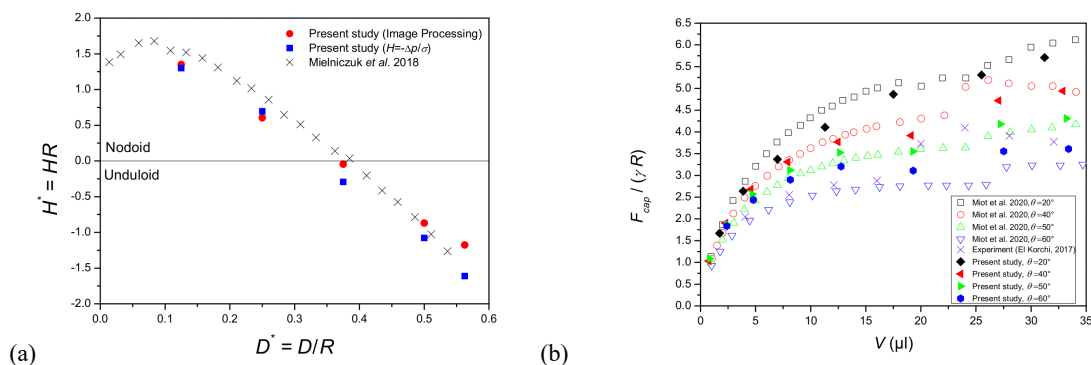 2.0
1.5
1.0
0.5
0.0
-0.5
-1.0
-1.5
-2.0
H* = HR
Present study (Image Processing)
Present study (H=-Δp/σ)
Mielniczuk et al. 2018
Nodoid
Unduloid
0.0 0.1 0.2 0.3 0.4 0.5 0.6
D* = D/R
(a)
6.5
6.0
5.5
5.0
4.5
4.0
3.5
3.0
2.5
2.0
1.5
1.0
0.5
0.0
F_cap / (γ R)
Miot et al. 2020, θ=20°
Miot et al. 2020, θ=40°
Miot et al. 2020, θ=50°
Miot et al. 2020, θ=60°
Experiment (El Korchi, 2017)
Present study, θ=20°
Present study, θ=40°
Present study, θ=50°
Present study, θ=60°
0 5 10 15 20 25 30 35
V (μl)
(b)